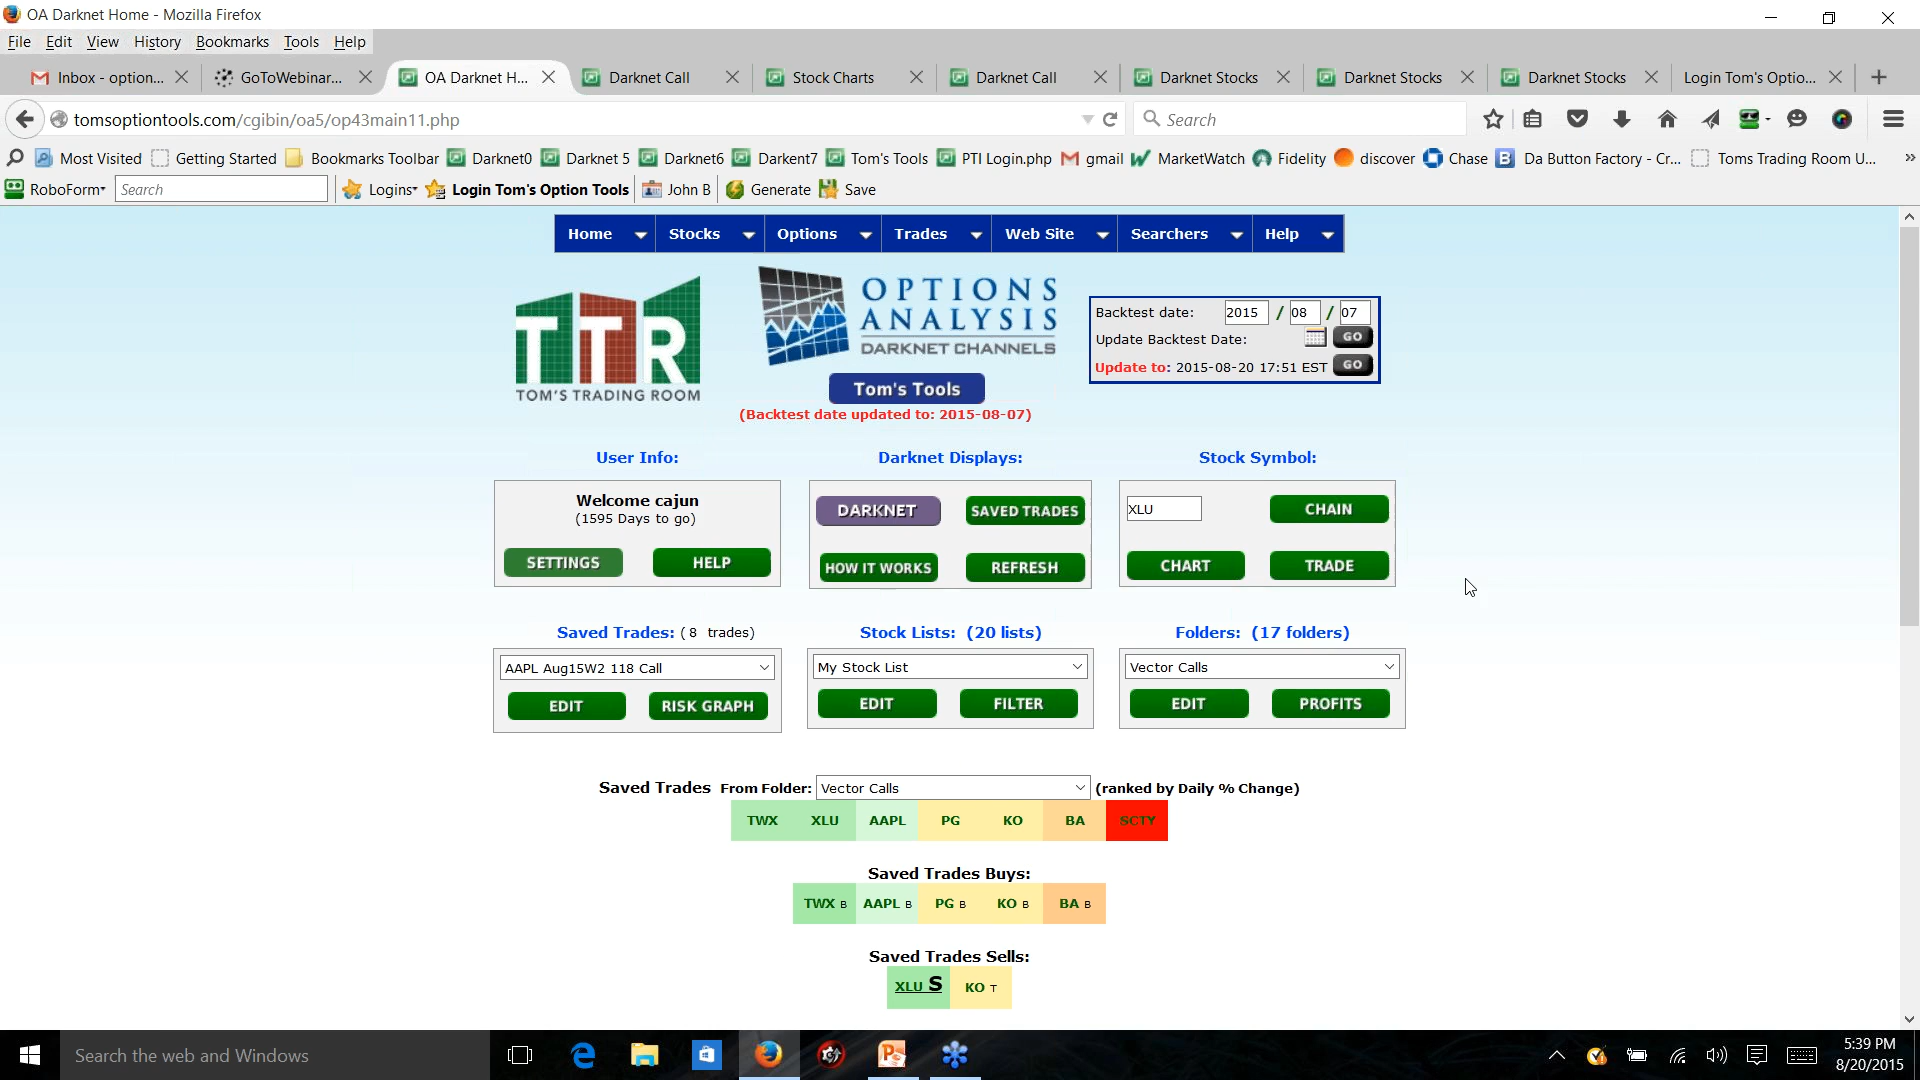 OA Darknet Home - Mozilla Firefox
File Edit View History Bookmarks Tools Help
Inbox - option... GoToWebinar... OA Darknet H... Darknet Call Stock Charts Darknet Call Darknet Stocks Darknet Stocks Darknet Stocks Login Tom's Optio...
tomsoptiontools.com/cgibin/oa5/op43main11.php Search
Most Visited Getting Started Bookmarks Toolbar Darknet0 Darknet 5 Darknet6 Darkent7 Tom's Tools PTI Login.php gmail MarketWatch Fidelity discover Chase Da Button Factory - Cr... Toms Trading Room U... »
RoboForm Search Logins Login Tom's Option Tools John B Generate Save
Home Stocks Options Trades Web Site Searchers Help
TTR
TOM'S TRADING ROOM
OPTIONS
ANALYSIS
DARKNET CHANNELS
Tom's Tools
(Backtest date updated to: 2015-08-07)
Backtest date: 2015 / 08 / 07
Update Backtest Date: GO
Update to: 2015-08-20 17:51 EST GO
User Info: Darknet Displays: Stock Symbol:
Welcome cajun
(1595 Days to go)
SETTINGS HELP
DARKNET SAVED TRADES
HOW IT WORKS REFRESH
XLU CHAIN
CHART TRADE
Saved Trades: ( 8 trades) Stock Lists: (20 lists) Folders: (17 folders)
AAPL Aug15W2 118 Call My Stock List Vector Calls
EDIT RISK GRAPH EDIT FILTER EDIT PROFITS
Saved Trades From Folder: Vector Calls (ranked by Daily % Change)
TWX XLU AAPL PG KO BA SCTY
Saved Trades Buys:
TWX B AAPL B PG B KO B BA B
Saved Trades Sells:
XLU S KO T
Search the web and Windows
5:39 PM
8/20/2015